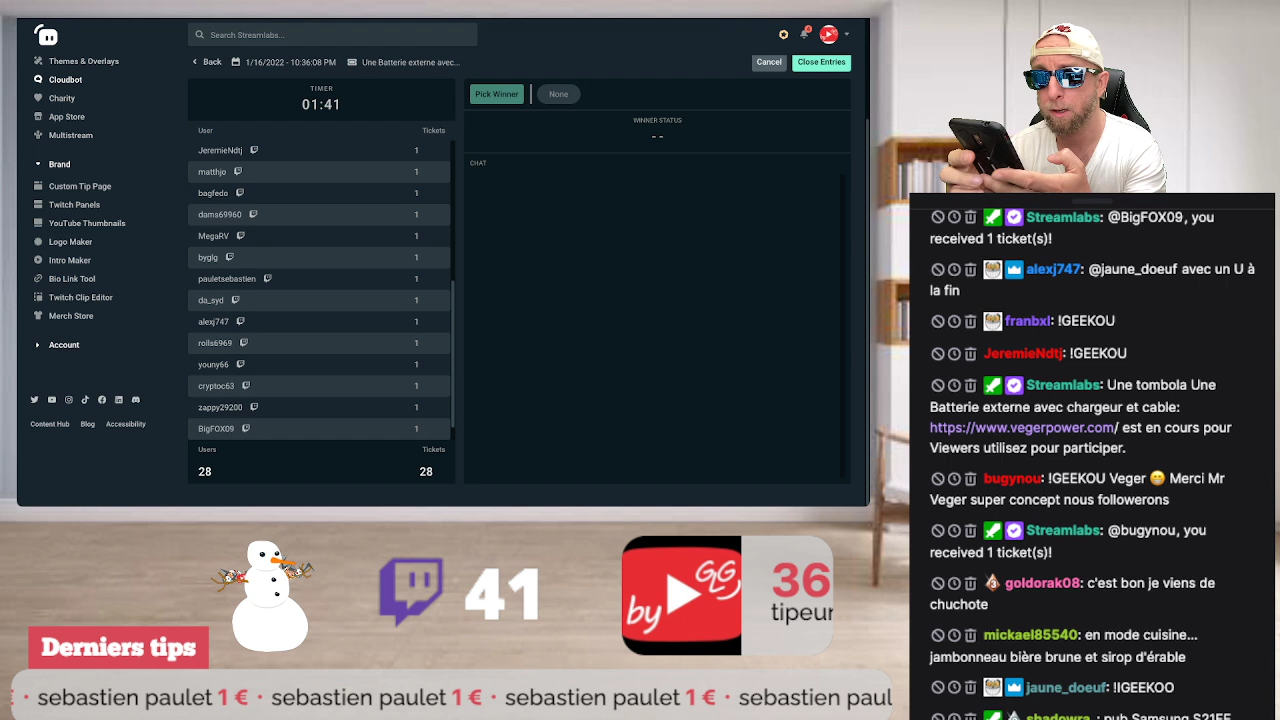 Search Streamlabs...
4
Themes & Overlays
Cloudbot
Charity
App Store
Multistream
Brand
Custom Tip Page
Twitch Panels
YouTube Thumbnails
Logo Maker
Intro Maker
Bio Link Tool
Twitch Clip Editor
Merch Store
Account
Content Hub Blog Accessibility
Back 1/16/2022 - 10:36:08 PM Une Batterie externe avec...
Cancel Close Entries
TIMER
01:41
User Tickets
JeremieNdtj 1
matthjo 1
bagfedo 1
dams69960 1
MegaRV 1
byglg 1
pauletsebastien 1
da_syd 1
alexj747 1
rolls6969 1
youny66 1
cryptoc63 1
zappy29200 1
BigFOX09 1
Users Tickets
28 28
Pick Winner None
WINNER STATUS
--
CHAT
Streamlabs: @BigFOX09, you
received 1 ticket(s)!
alexj747: @jaune_doeuf avec un U à
la fin
franbxl: !GEEKOU
JeremieNdtj: !GEEKOU
Streamlabs: Une tombola Une
Batterie externe avec chargeur et cable:
https://www.vegerpower.com/ est en cours pour
Viewers utilisez pour participer.
bugynou: !GEEKOU Veger 😁 Merci Mr
Veger super concept nous followerons
Streamlabs: @bugynou, you
received 1 ticket(s)!
3 goldorak08: c'est bon je viens de
chuchote
mickael85540: en mode cuisine...
jambonneau bière brune et sirop d'érable
jaune_doeuf: !IGEEKOO
shadowra_: pub Samsung S21FE
41
by GLG
36
tipeur
Derniers tips
€ · sebastien paulet 1 € · sebastien paulet 1 € · sebastien paulet 1 € · sebastien paul